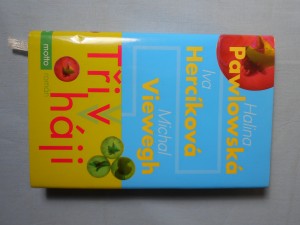 Halina
Pawlowská
Iva
Hercíková
Michal
Viewegh
Tři v
háji
motto